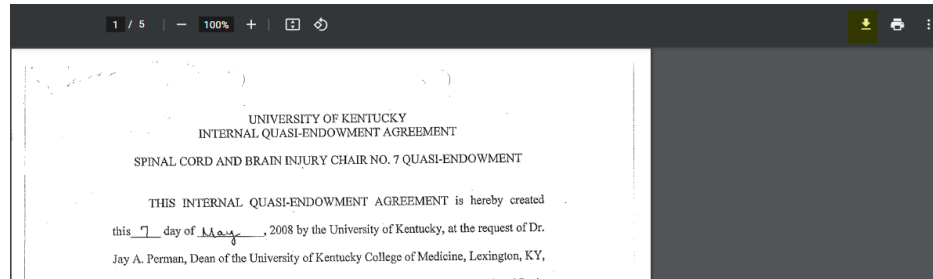 1 / 5 | − 100% + |
UNIVERSITY OF KENTUCKY
INTERNAL QUASI-ENDOWMENT AGREEMENT
SPINAL CORD AND BRAIN INJURY CHAIR NO. 7 QUASI-ENDOWMENT
THIS INTERNAL QUASI-ENDOWMENT AGREEMENT is hereby created
this 7 day of May, 2008 by the University of Kentucky, at the request of Dr.
Jay A. Perman, Dean of the University of Kentucky College of Medicine, Lexington, KY,